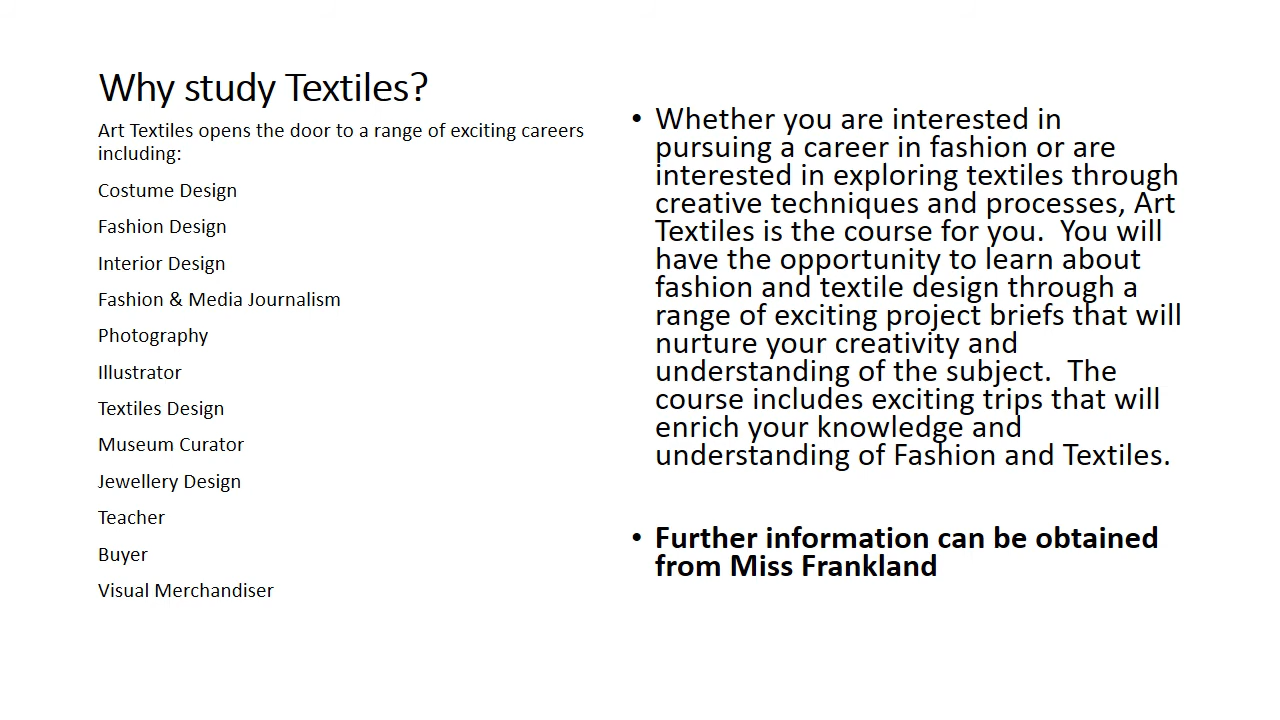 Why study Textiles?
Art Textiles opens the door to a range of exciting careers
including:
Costume Design
Fashion Design
Interior Design
Fashion & Media Journalism
Photography
Illustrator
Textiles Design
Museum Curator
Jewellery Design
Teacher
Buyer
Visual Merchandiser
• Whether you are interested in
pursuing a career in fashion or are
interested in exploring textiles through
creative techniques and processes, Art
Textiles is the course for you.  You will
have the opportunity to learn about
fashion and textile design through a
range of exciting project briefs that will
nurture your creativity and
understanding of the subject.  The
course includes exciting trips that will
enrich your knowledge and
understanding of Fashion and Textiles.
• Further information can be obtained
from Miss Frankland